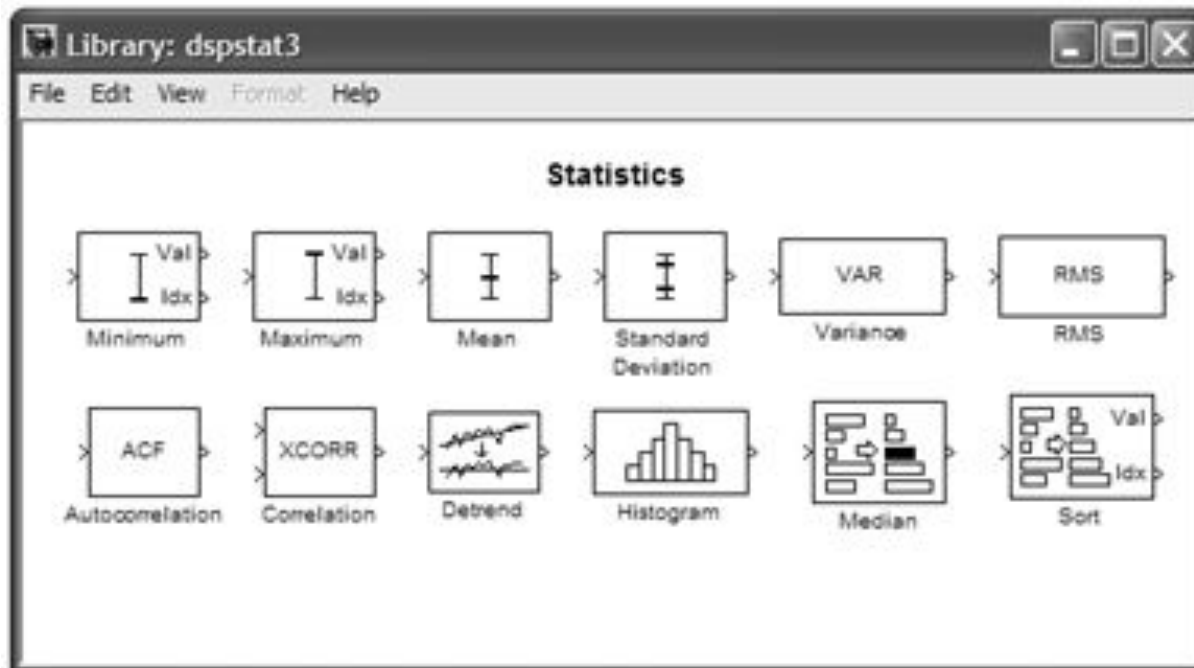 Library: dspstat3
File Edit View Format Help
Statistics
Val
Idx
Minimum
Val
Idx
Maximum
Mean
Standard
Deviation
VAR
Variance
RMS
RMS
ACF
Autocorrelation
XCORR
Correlation
Detrend
Histogram
Median
Val
Idx
Sort